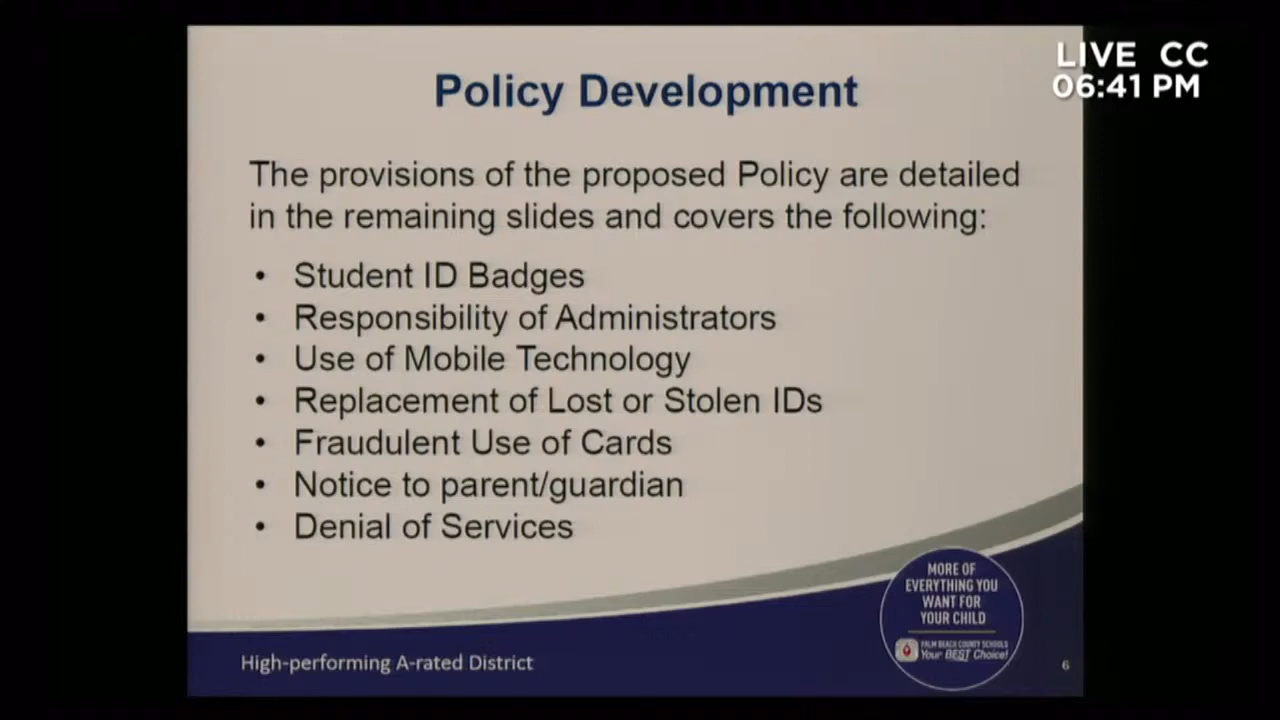 LIVE CC
06:41 PM
Policy Development
The provisions of the proposed Policy are detailed
in the remaining slides and covers the following:
• Student ID Badges
• Responsibility of Administrators
• Use of Mobile Technology
• Replacement of Lost or Stolen IDs
• Fraudulent Use of Cards
• Notice to parent/guardian
• Denial of Services
MORE OF
EVERYTHING YOU
WANT FOR
YOUR CHILD
PALM BEACH COUNTY SCHOOLS
Your BEST Choice!
High-performing A-rated District
6